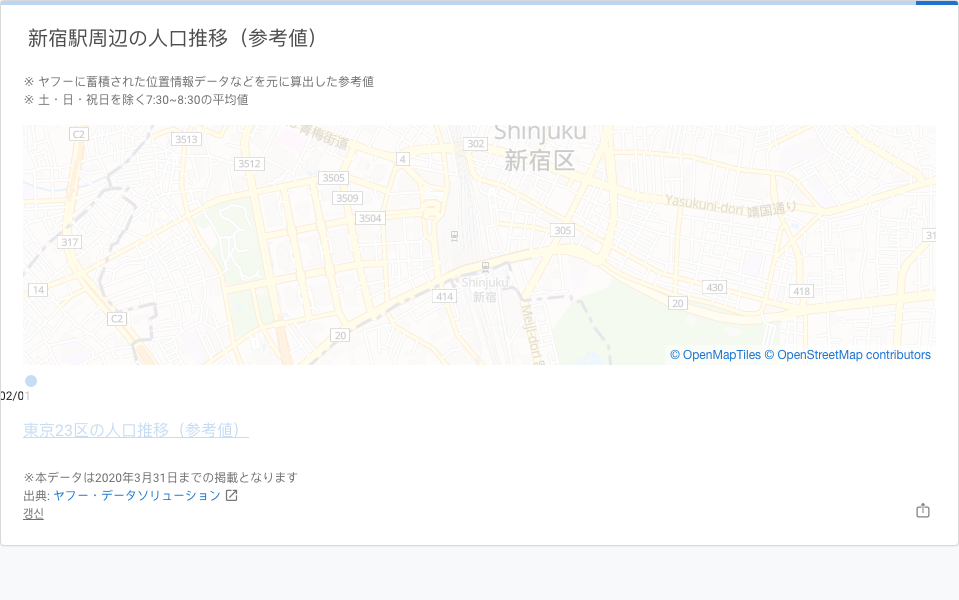 新宿駅周辺の人口推移（参考値）
※ ヤフーに蓄積された位置情報データなどを元に算出した参考値
※ 土・日・祝日を除く7:30~8:30の平均値
Shinjuku
新宿区
青梅街道
C2
3513
302
4
3512
3505
3509
3504
Yasukuni-dori 靖国通り
305
317
31
Shinjuku
新宿
14
414
430
418
20
C2
20
Meiji-dori
© OpenMapTiles © OpenStreetMap contributors
02/01
東京23区の人口推移（参考値）
※本データは2020年3月31日までの掲載となります
出典: ヤフー・データソリューション
갱신